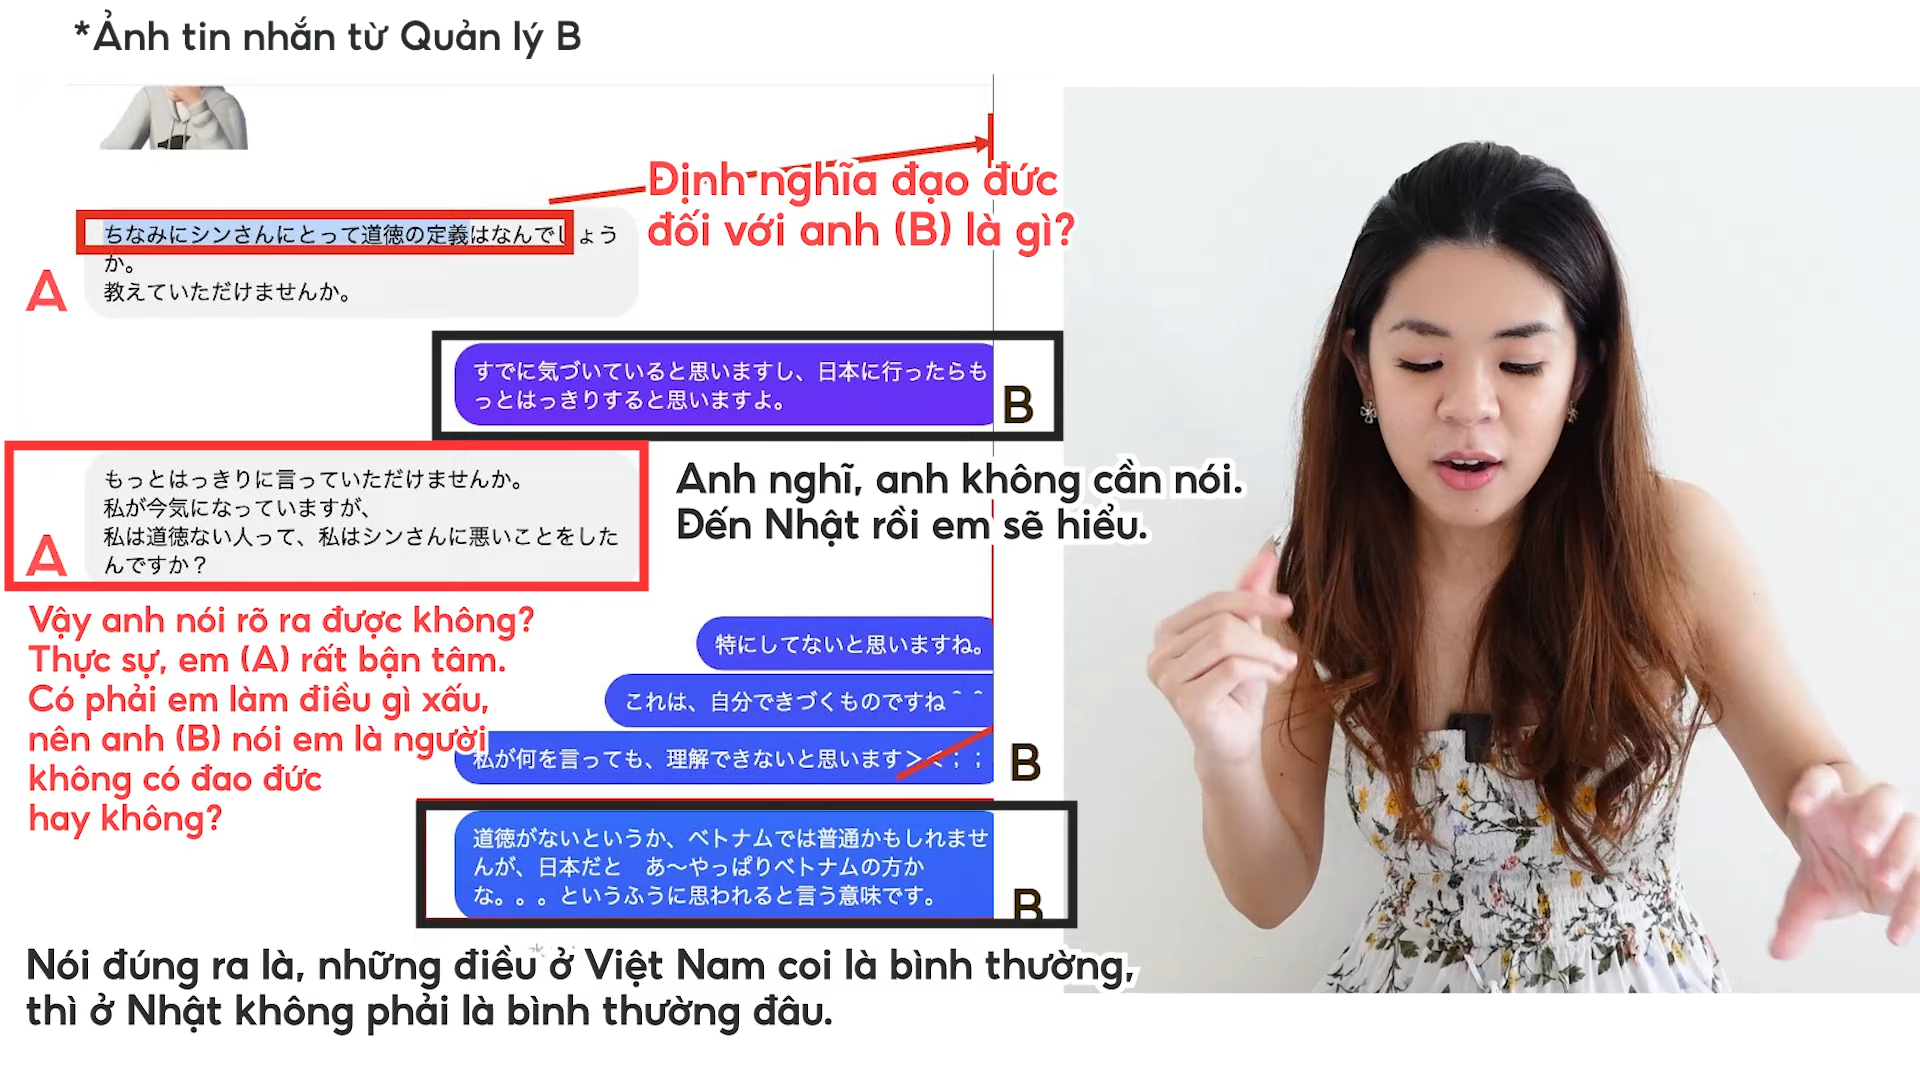 *Ảnh tin nhắn từ Quản lý B
Định nghĩa đạo đức
đối với anh (B) là gì?
ちなみにシンさんにとって道徳の定義はなんでしょう
か。
教えていただけませんか。
A
すでに気づいていると思いますし、日本に行ったらも
っとはっきりすると思いますよ。
B
もっとはっきりに言っていただけませんか。
私が今気になっていますが、
私は道徳ない人って、私はシンさんに悪いことをした
んですか？
A
Anh nghĩ, anh không cần nói.
Đến Nhật rồi em sẽ hiểu.
Vậy anh nói rõ ra được không?
Thực sự, em (A) rất bận tâm.
Có phải em làm điều gì xấu,
nên anh (B) nói em là người
không có đao đức
hay không?
特にしてないと思いますね。
これは、自分できづくものですね＾＾
私が何を言っても、理解できないと思います＞＜；；
B
道徳がないというか、ベトナムでは普通かもしれませ
んが、日本だと　あ〜やっぱりベトナムの方か
な。。。というふうに思われると言う意味です。
B
Nói đúng ra là, những điều ở Việt Nam coi là bình thường,
thì ở Nhật không phải là bình thường đâu.